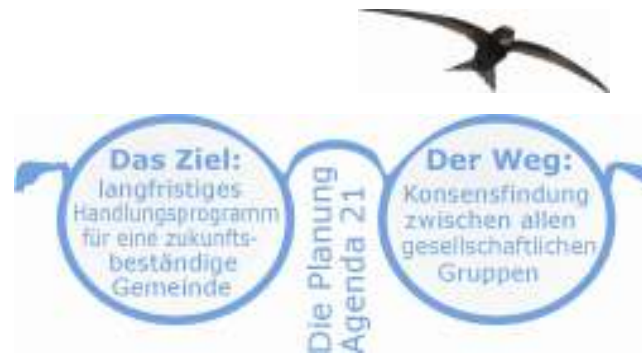 Das Ziel:
langfristiges
Handlungsprogramm
für eine zukunfts-
beständige
Gemeinde
Die Planung
Agenda 21
Der Weg:
Konsensfindung
zwischen allen
gesellschaftlichen
Gruppen